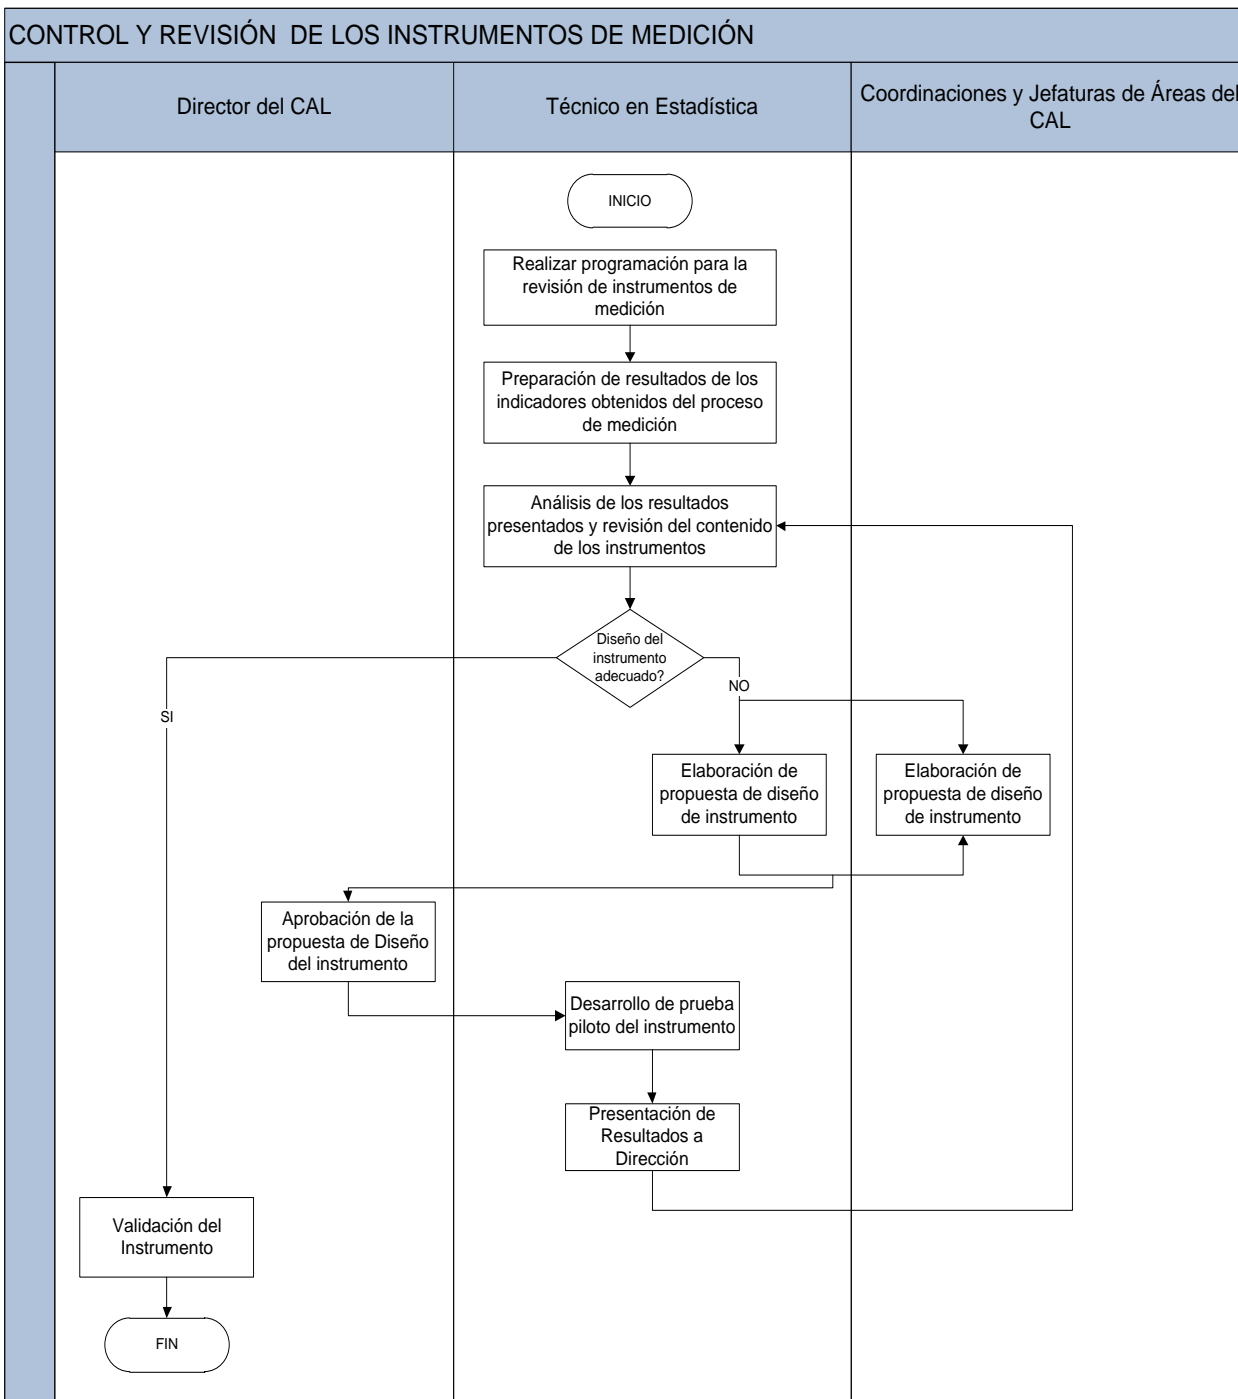 CONTROL Y REVISIÓN DE LOS INSTRUMENTOS DE MEDICIÓN
Director del CAL
Técnico en Estadística
Coordinaciones y Jefaturas de Áreas del
CAL
INICIO
Realizar programación para la
revisión de instrumentos de
medición
Preparación de resultados de los
indicadores obtenidos del proceso
de medición
Análisis de los resultados
presentados y revisión del contenido
de los instrumentos
Diseño del
instrumento
adecuado?
SI
NO
Elaboración de
propuesta de diseño
de instrumento
Elaboración de
propuesta de diseño
de instrumento
Aprobación de la
propuesta de Diseño
del instrumento
Desarrollo de prueba
piloto del instrumento
Presentación de
Resultados a
Dirección
Validación del
Instrumento
FIN